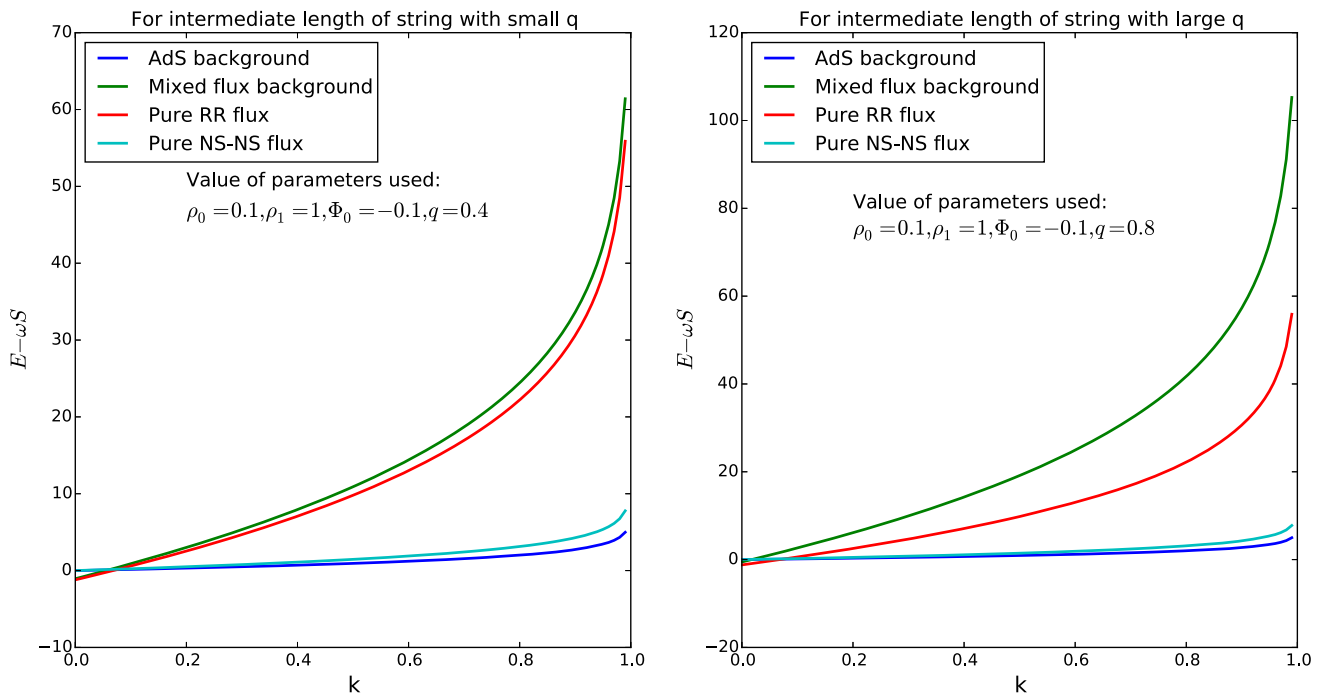 For intermediate length of string with small q
70
60
50
40
30
20
10
0
−10
E−ωS
AdS background
Mixed flux background
Pure RR flux
Pure NS-NS flux
Value of parameters used:
ρ₀ =0.1,ρ₁ =1,Φ₀ =−0.1,q=0.4
0.0 0.2 0.4 0.6 0.8 1.0
k
For intermediate length of string with large q
120
100
80
60
40
20
0
−20
E−ωS
AdS background
Mixed flux background
Pure RR flux
Pure NS-NS flux
Value of parameters used:
ρ₀ =0.1,ρ₁ =1,Φ₀ =−0.1,q=0.8
0.0 0.2 0.4 0.6 0.8 1.0
k